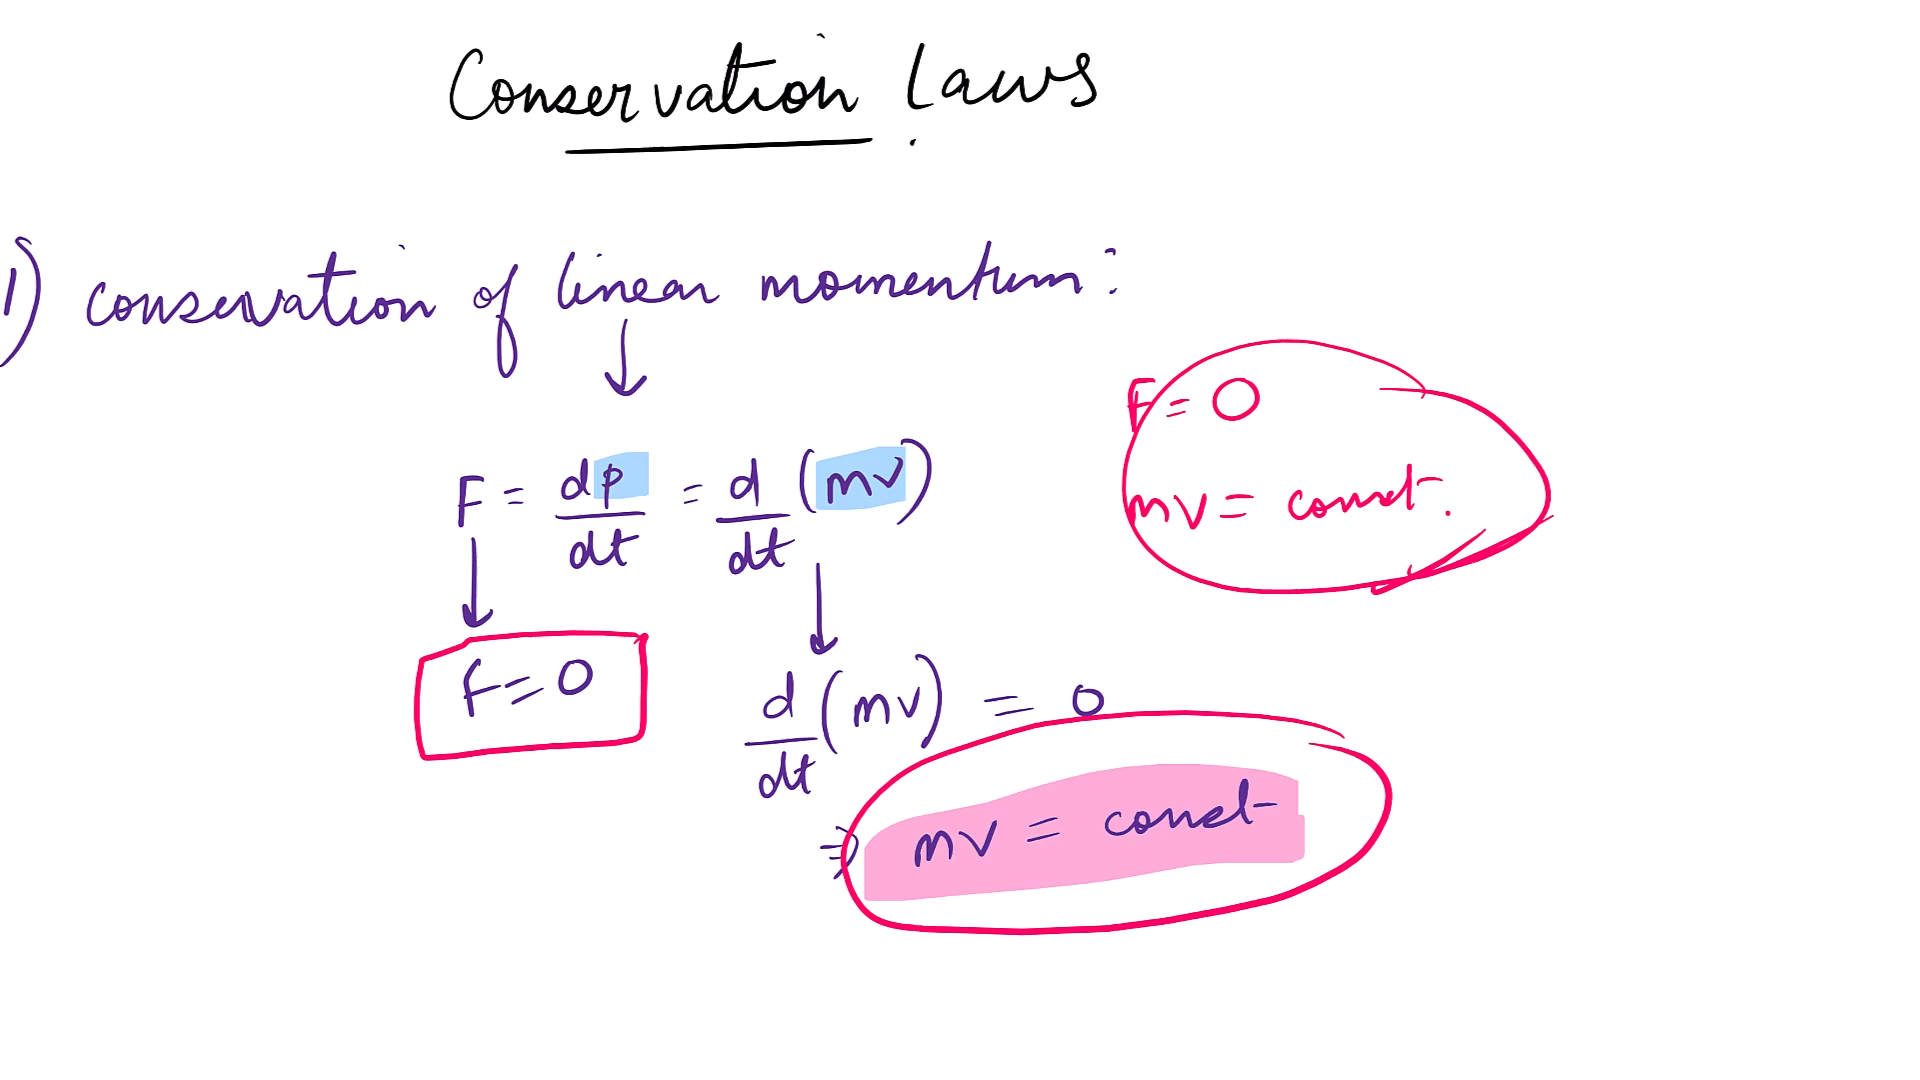 Conservation Laws
1) conservation of linear momentum:
F = dp/dt = d/dt (mv)
F = 0
mv = const.
f = 0
d/dt (mv) = 0
⇒ mv = const